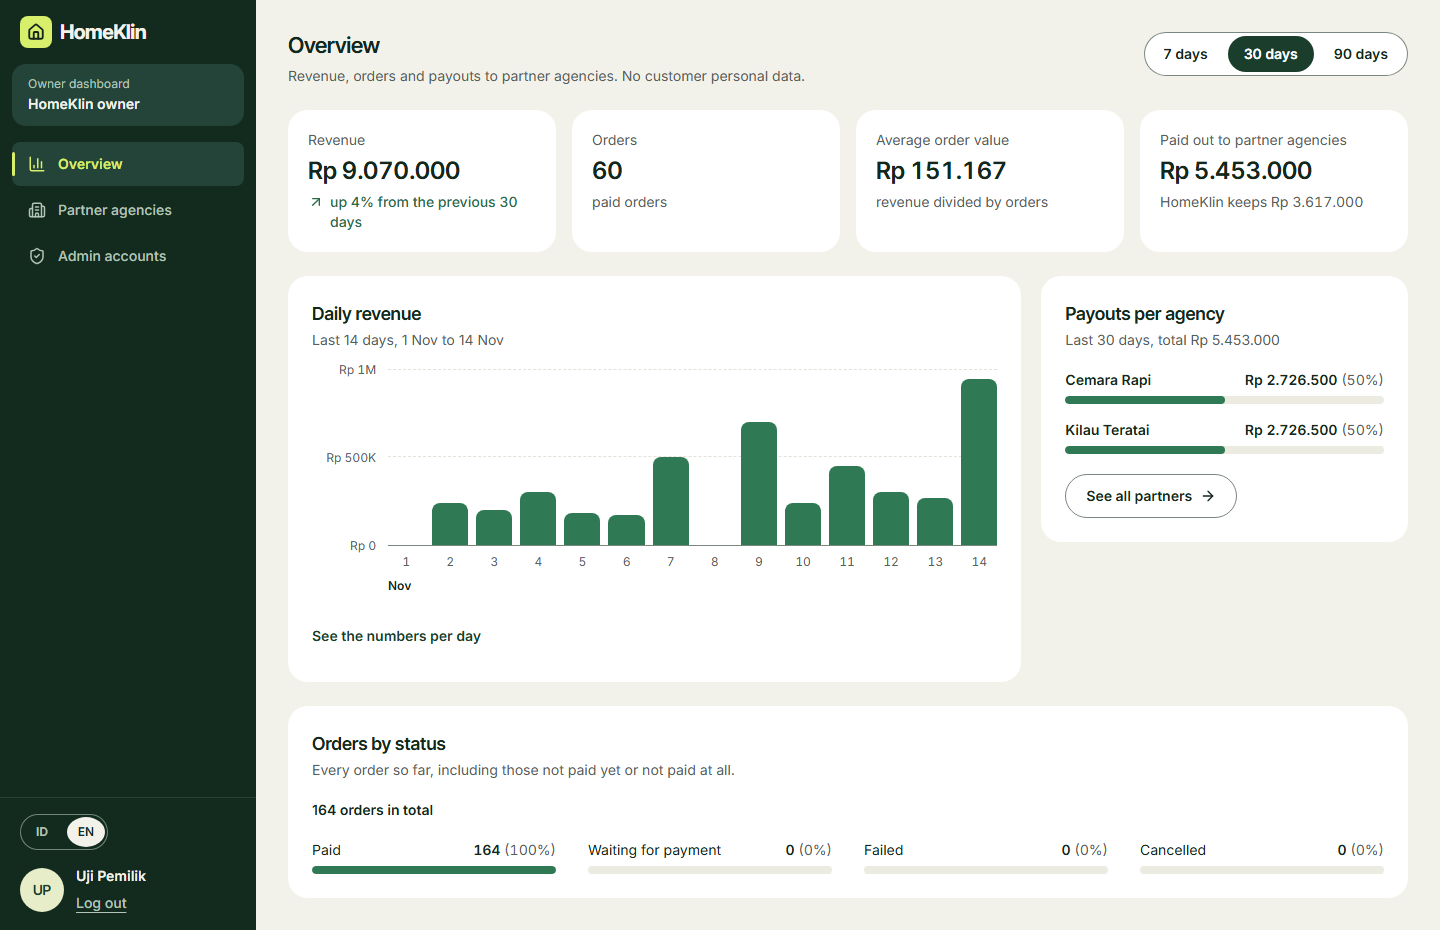 HomeKlin
Owner dashboard
HomeKlin owner
Overview
Partner agencies
Admin accounts
ID EN
UP
Uji Pemilik
Log out
Overview
Revenue, orders and payouts to partner agencies. No customer personal data.
7 days 30 days 90 days
Revenue
Rp 9.070.000
up 4% from the previous 30
days
Orders
60
paid orders
Average order value
Rp 151.167
revenue divided by orders
Paid out to partner agencies
Rp 5.453.000
HomeKlin keeps Rp 3.617.000
Daily revenue
Last 14 days, 1 Nov to 14 Nov
Rp 1M
Rp 500K
Rp 0
1 2 3 4 5 6 7 8 9 10 11 12 13 14
Nov
See the numbers per day
Payouts per agency
Last 30 days, total Rp 5.453.000
Cemara Rapi Rp 2.726.500 (50%)
Kilau Teratai Rp 2.726.500 (50%)
See all partners
Orders by status
Every order so far, including those not paid yet or not paid at all.
164 orders in total
Paid 164 (100%)
Waiting for payment 0 (0%)
Failed 0 (0%)
Cancelled 0 (0%)